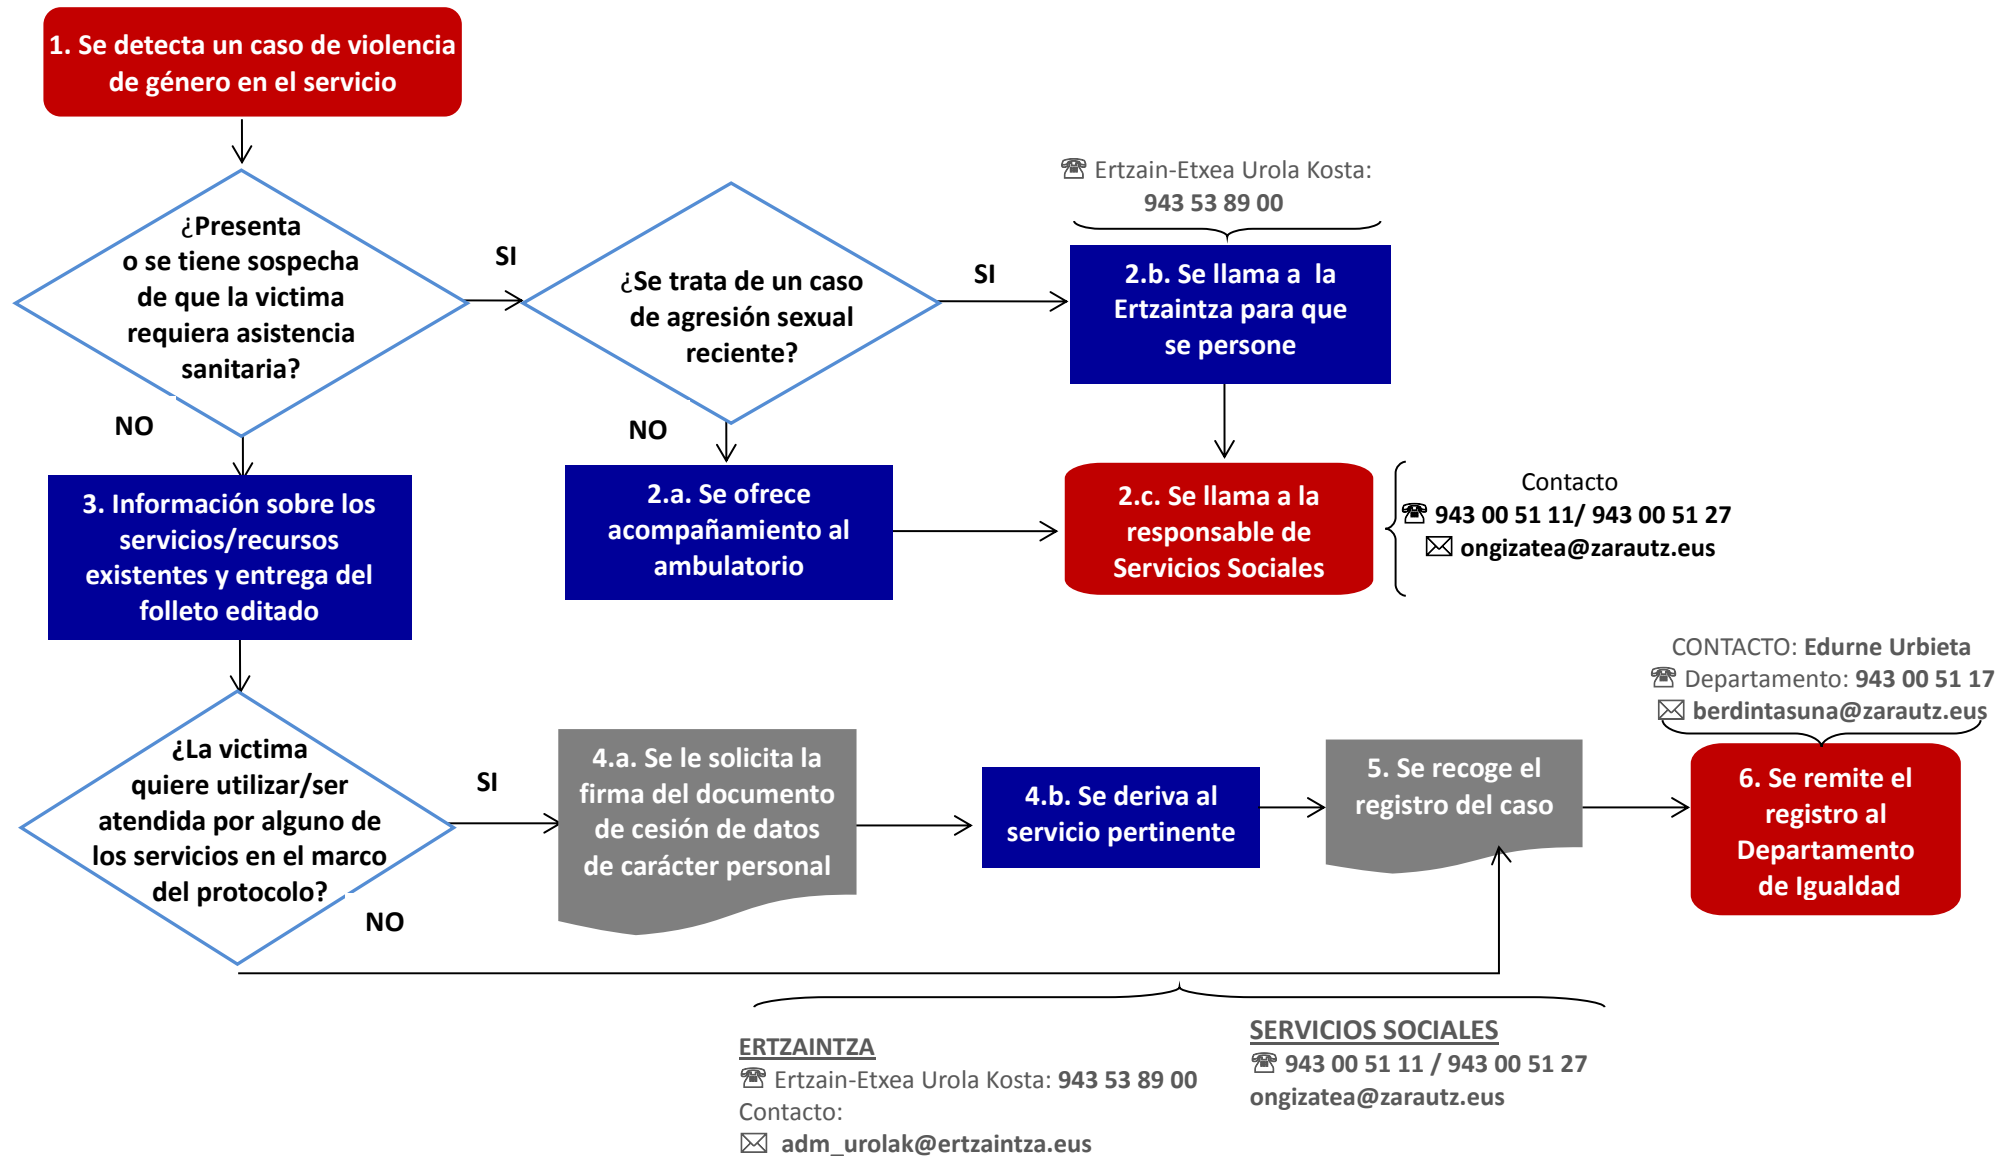 1. Se detecta un caso de violencia
de género en el servicio
¿Presenta
o se tiene sospecha
de que la victima
requiera asistencia
sanitaria?
SI
NO
¿Se trata de un caso
de agresión sexual
reciente?
SI
NO
☎ Ertzain-Etxea Urola Kosta:
943 53 89 00
2.b. Se llama a  la
Ertzaintza para que
se persone
3. Información sobre los
servicios/recursos
existentes y entrega del
folleto editado
2.a. Se ofrece
acompañamiento al
ambulatorio
2.c. Se llama a la
responsable de
Servicios Sociales
Contacto
☎ 943 00 51 11/ 943 00 51 27
✉ ongizatea@zarautz.eus
¿La victima
quiere utilizar/ser
atendida por alguno de
los servicios en el marco
del protocolo?
SI
NO
4.a. Se le solicita la
firma del documento
de cesión de datos
de carácter personal
4.b. Se deriva al
servicio pertinente
5. Se recoge el
registro del caso
CONTACTO: Edurne Urbieta
☎ Departamento: 943 00 51 17
✉ berdintasuna@zarautz.eus
6. Se remite el
registro al
Departamento
de Igualdad
ERTZAINTZA
☎ Ertzain-Etxea Urola Kosta: 943 53 89 00
Contacto:
✉ adm_urolak@ertzaintza.eus
SERVICIOS SOCIALES
☎ 943 00 51 11 / 943 00 51 27
ongizatea@zarautz.eus